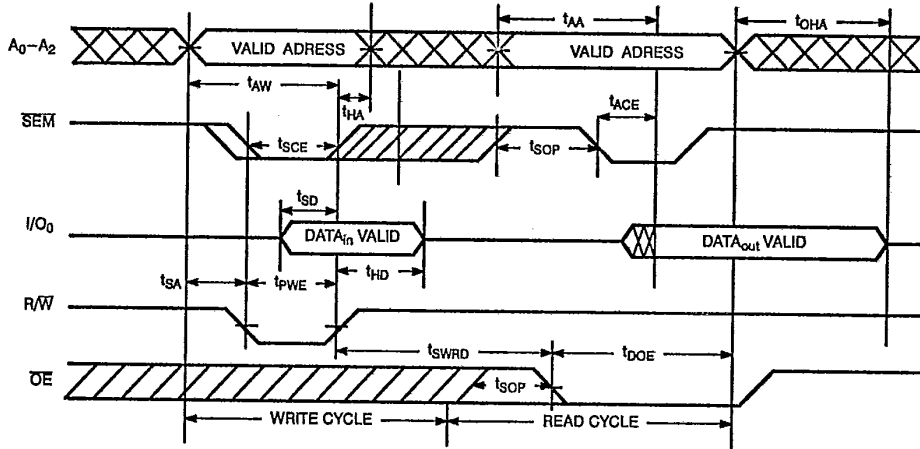 tAA
tOHA
A0–A2
VALID ADRESS
VALID ADRESS
tAW
tHA
tACE
SEM
tSCE
tSOP
tSD
I/O0
DATAin VALID
DATAout VALID
tSA
tPWE
tHD
R/W
tSWRD
tDOE
OE
tSOP
WRITE CYCLE
READ CYCLE